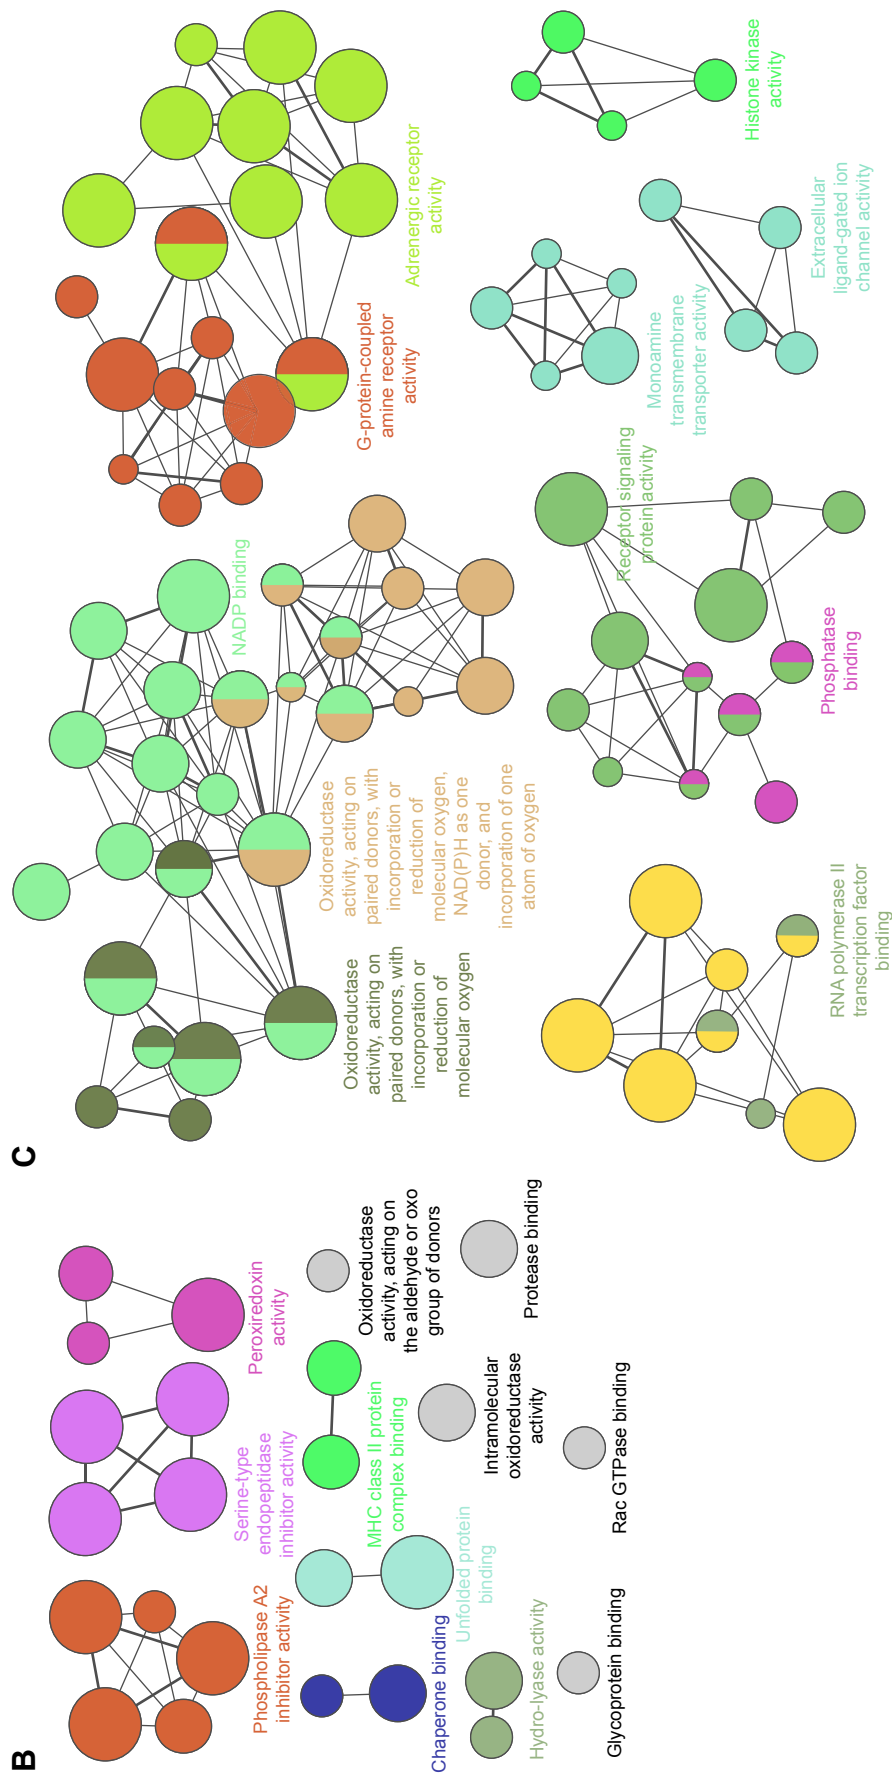 B
Phospholipase A2
inhibitor activity
Serine-type
endopeptidase
inhibitor activity
Peroxiredoxin
activity
Chaperone binding
Unfolded protein
binding
MHC class II protein
complex binding
Oxidoreductase
activity, acting on
the aldehyde or oxo
group of donors
Hydro-lyase activity
Intramolecular
oxidoreductase
activity
Protease binding
Glycoprotein binding
Rac GTPase binding
C
Oxidoreductase
activity, acting on
paired donors, with
incorporation or
reduction of
molecular oxygen
Oxidoreductase
activity, acting on
paired donors, with
incorporation or
reduction of
molecular oxygen,
NAD(P)H as one
donor, and
incorporation of one
atom of oxygen
NADP binding
G-protein-coupled
amine receptor
activity
Adrenergic receptor
activity
RNA polymerase II
transcription factor
binding
Phosphatase
binding
Receptor signaling
protein activity
Monoamine
transmembrane
transporter activity
Extracellular
ligand-gated ion
channel activity
Histone kinase
activity